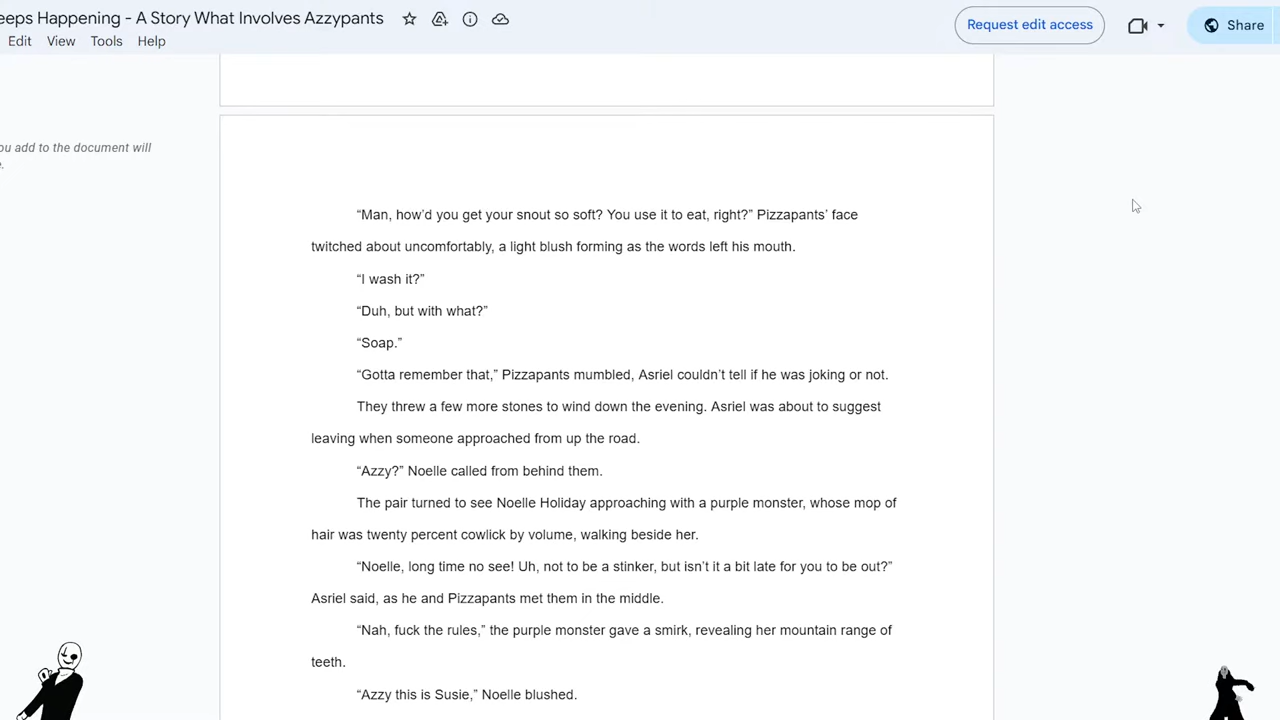 eeps Happening - A Story What Involves Azzypants
Request edit access
Share
Edit View Tools Help
ou add to the document will
e.
“Man, how’d you get your snout so soft? You use it to eat, right?” Pizzapants’ face
twitched about uncomfortably, a light blush forming as the words left his mouth.
“I wash it?”
“Duh, but with what?”
“Soap.”
“Gotta remember that,” Pizzapants mumbled, Asriel couldn’t tell if he was joking or not.
They threw a few more stones to wind down the evening. Asriel was about to suggest
leaving when someone approached from up the road.
“Azzy?” Noelle called from behind them.
The pair turned to see Noelle Holiday approaching with a purple monster, whose mop of
hair was twenty percent cowlick by volume, walking beside her.
“Noelle, long time no see! Uh, not to be a stinker, but isn’t it a bit late for you to be out?”
Asriel said, as he and Pizzapants met them in the middle.
“Nah, fuck the rules,” the purple monster gave a smirk, revealing her mountain range of
teeth.
“Azzy this is Susie,” Noelle blushed.